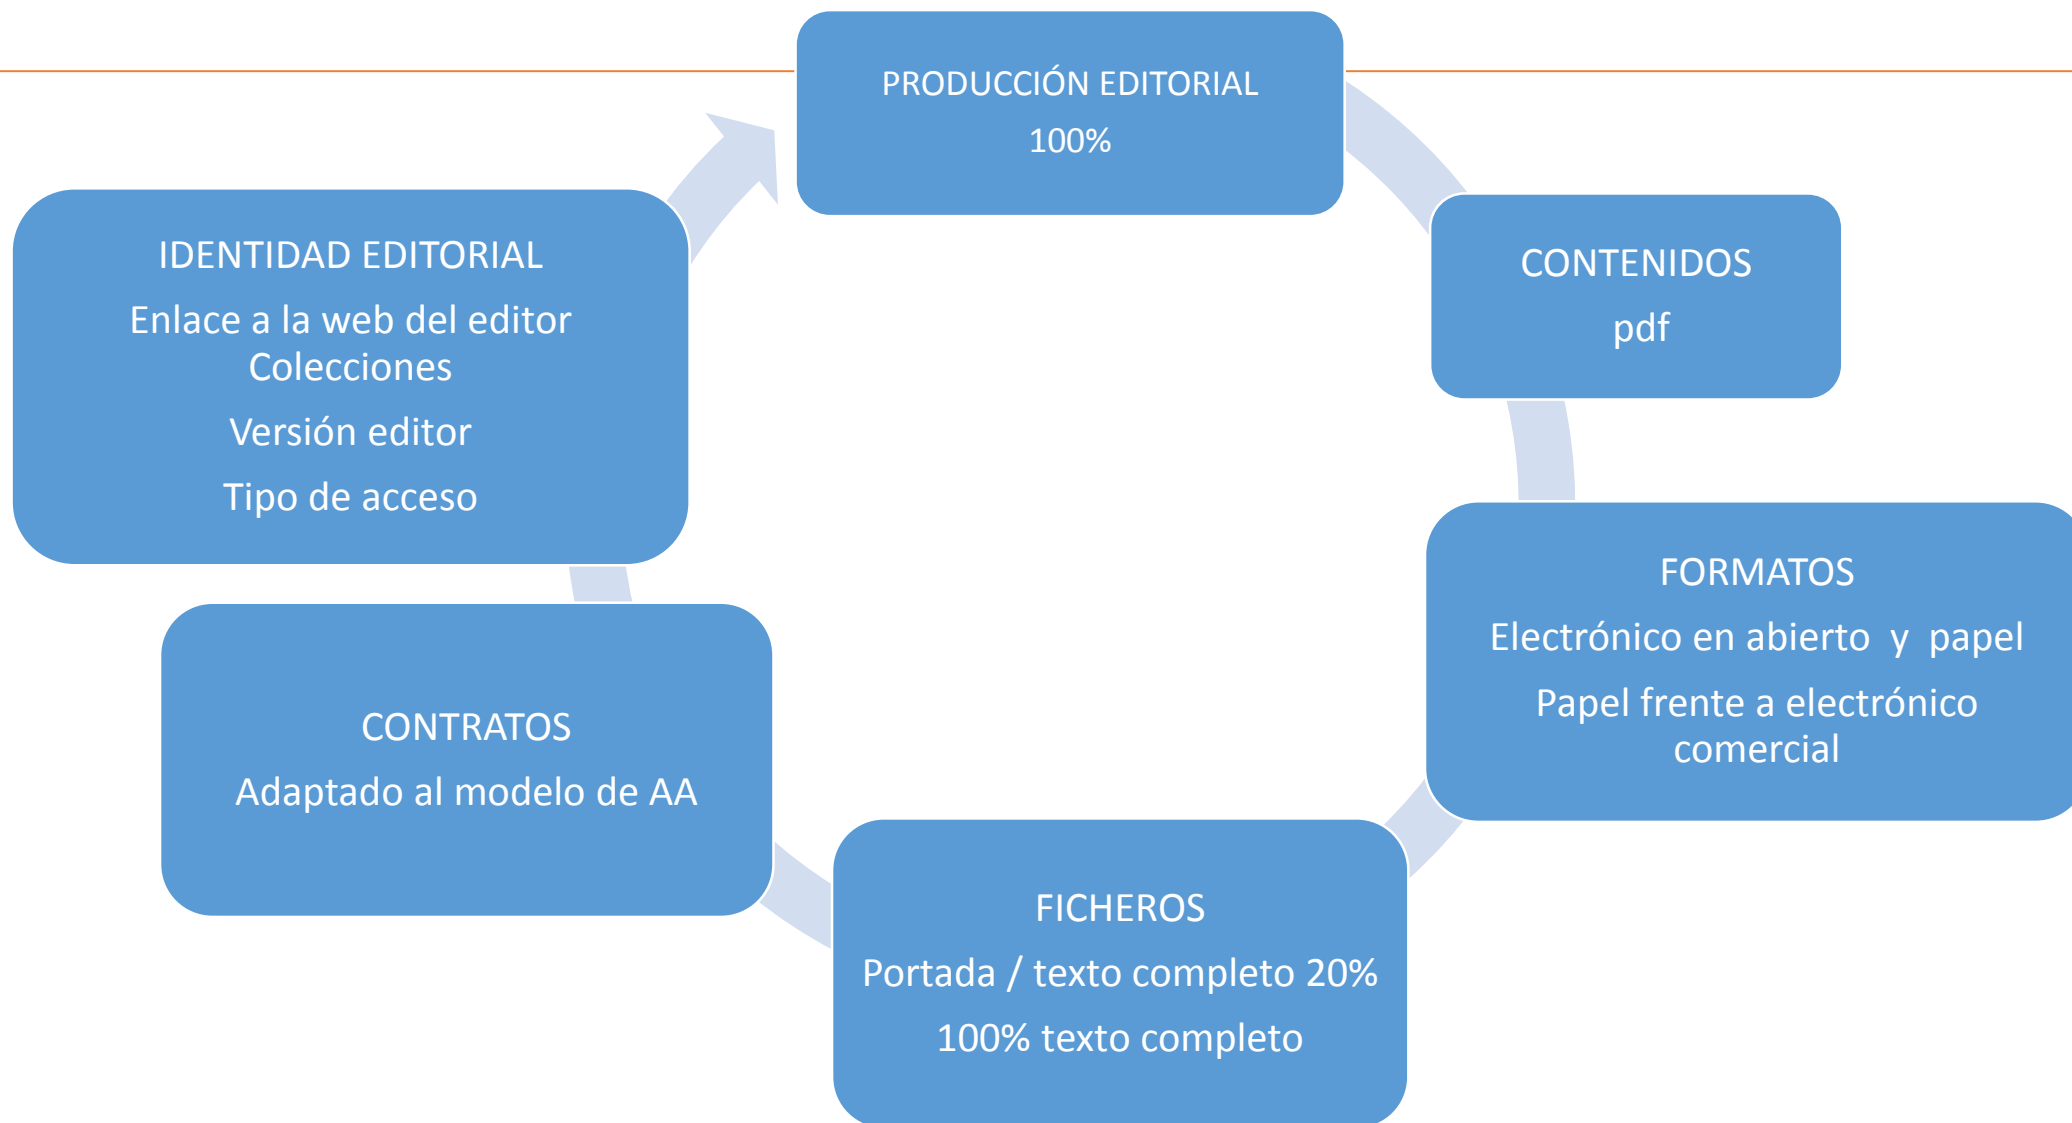 PRODUCCIÓN EDITORIAL
100%
CONTENIDOS
pdf
FORMATOS
Electrónico en abierto y papel
Papel frente a electrónico
comercial
FICHEROS
Portada / texto completo 20%
100% texto completo
CONTRATOS
Adaptado al modelo de AA
IDENTIDAD EDITORIAL
Enlace a la web del editor
Colecciones
Versión editor
Tipo de acceso